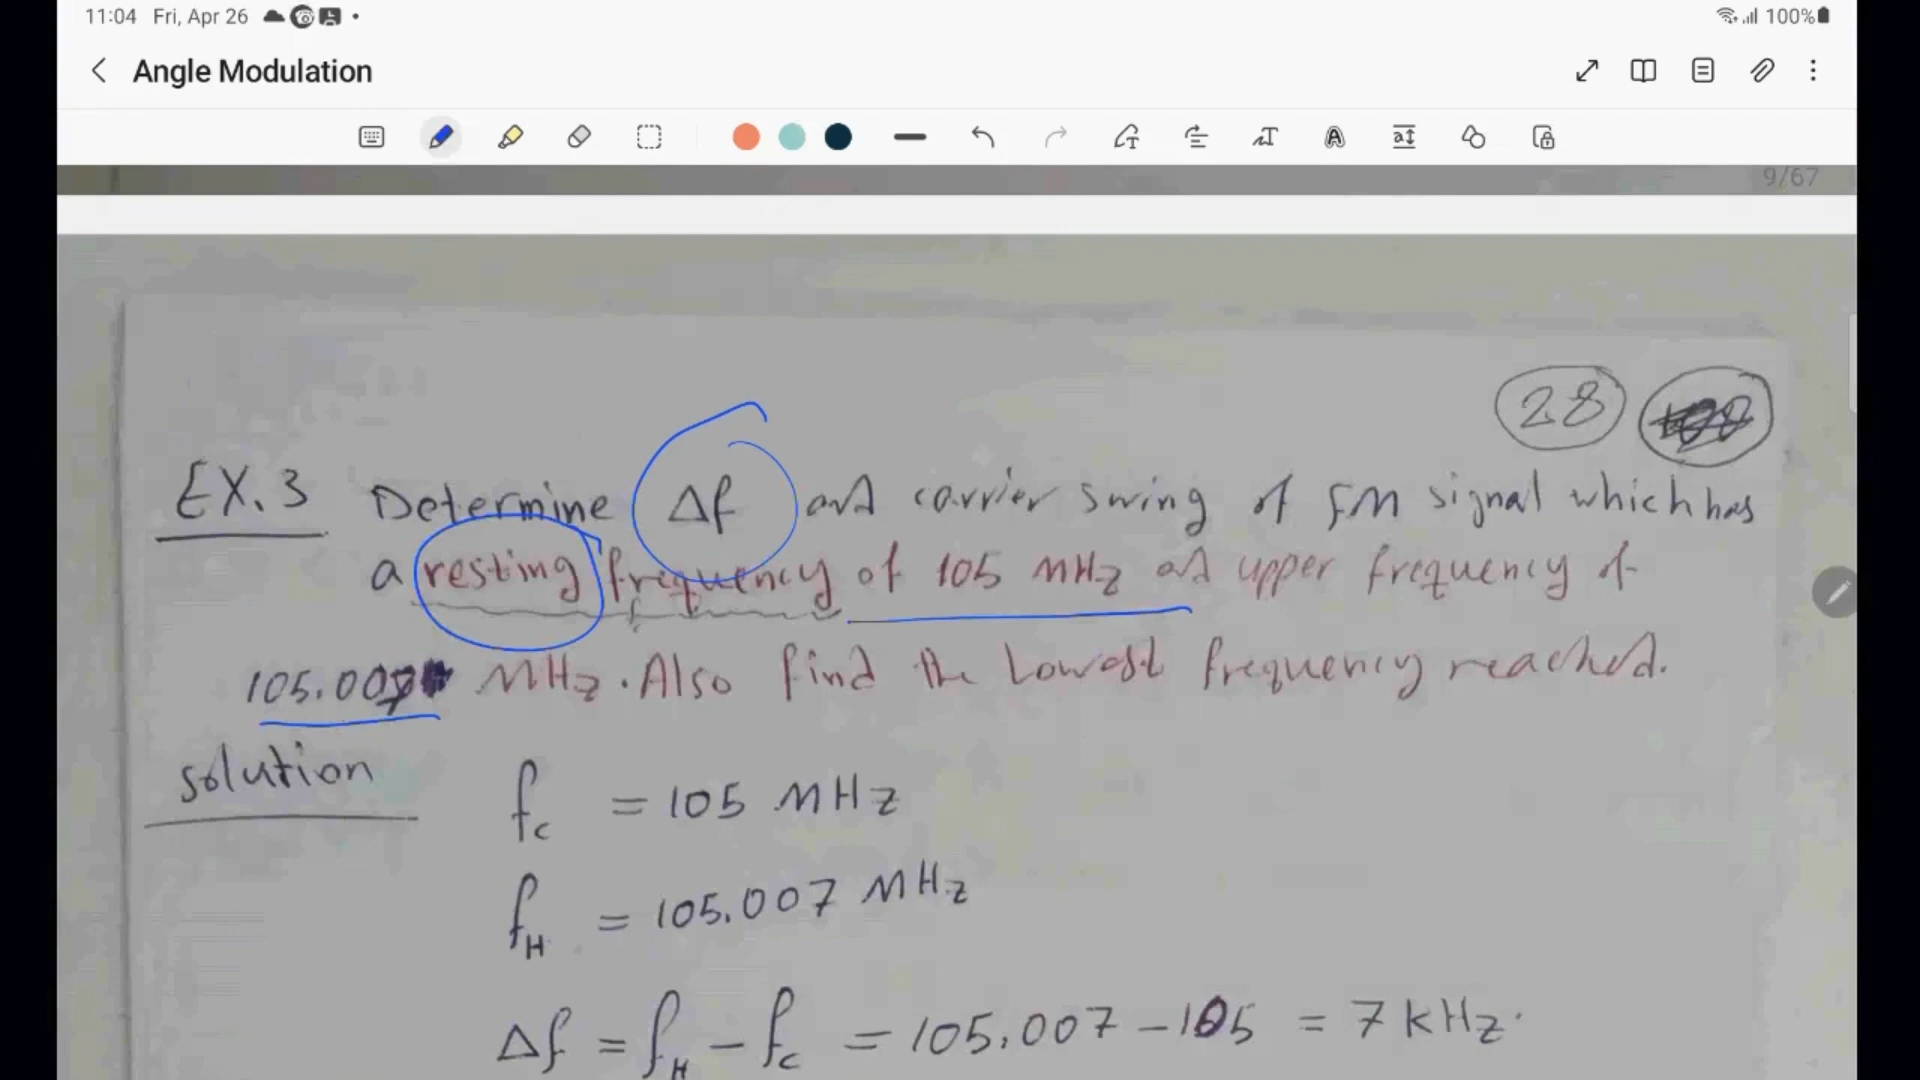 11:04 Fri, Apr 26
100%
Angle Modulation
9/67
28
EX.3 Determine Δf and carrier swing of FM signal which has
a resting frequency of 105 MHz and upper frequency of
105.007 MHz. Also find the Lowest frequency reached.
solution
fc = 105 MHz
fH = 105.007 MHz
Δf = fH - fc = 105.007 - 105 = 7 kHz.